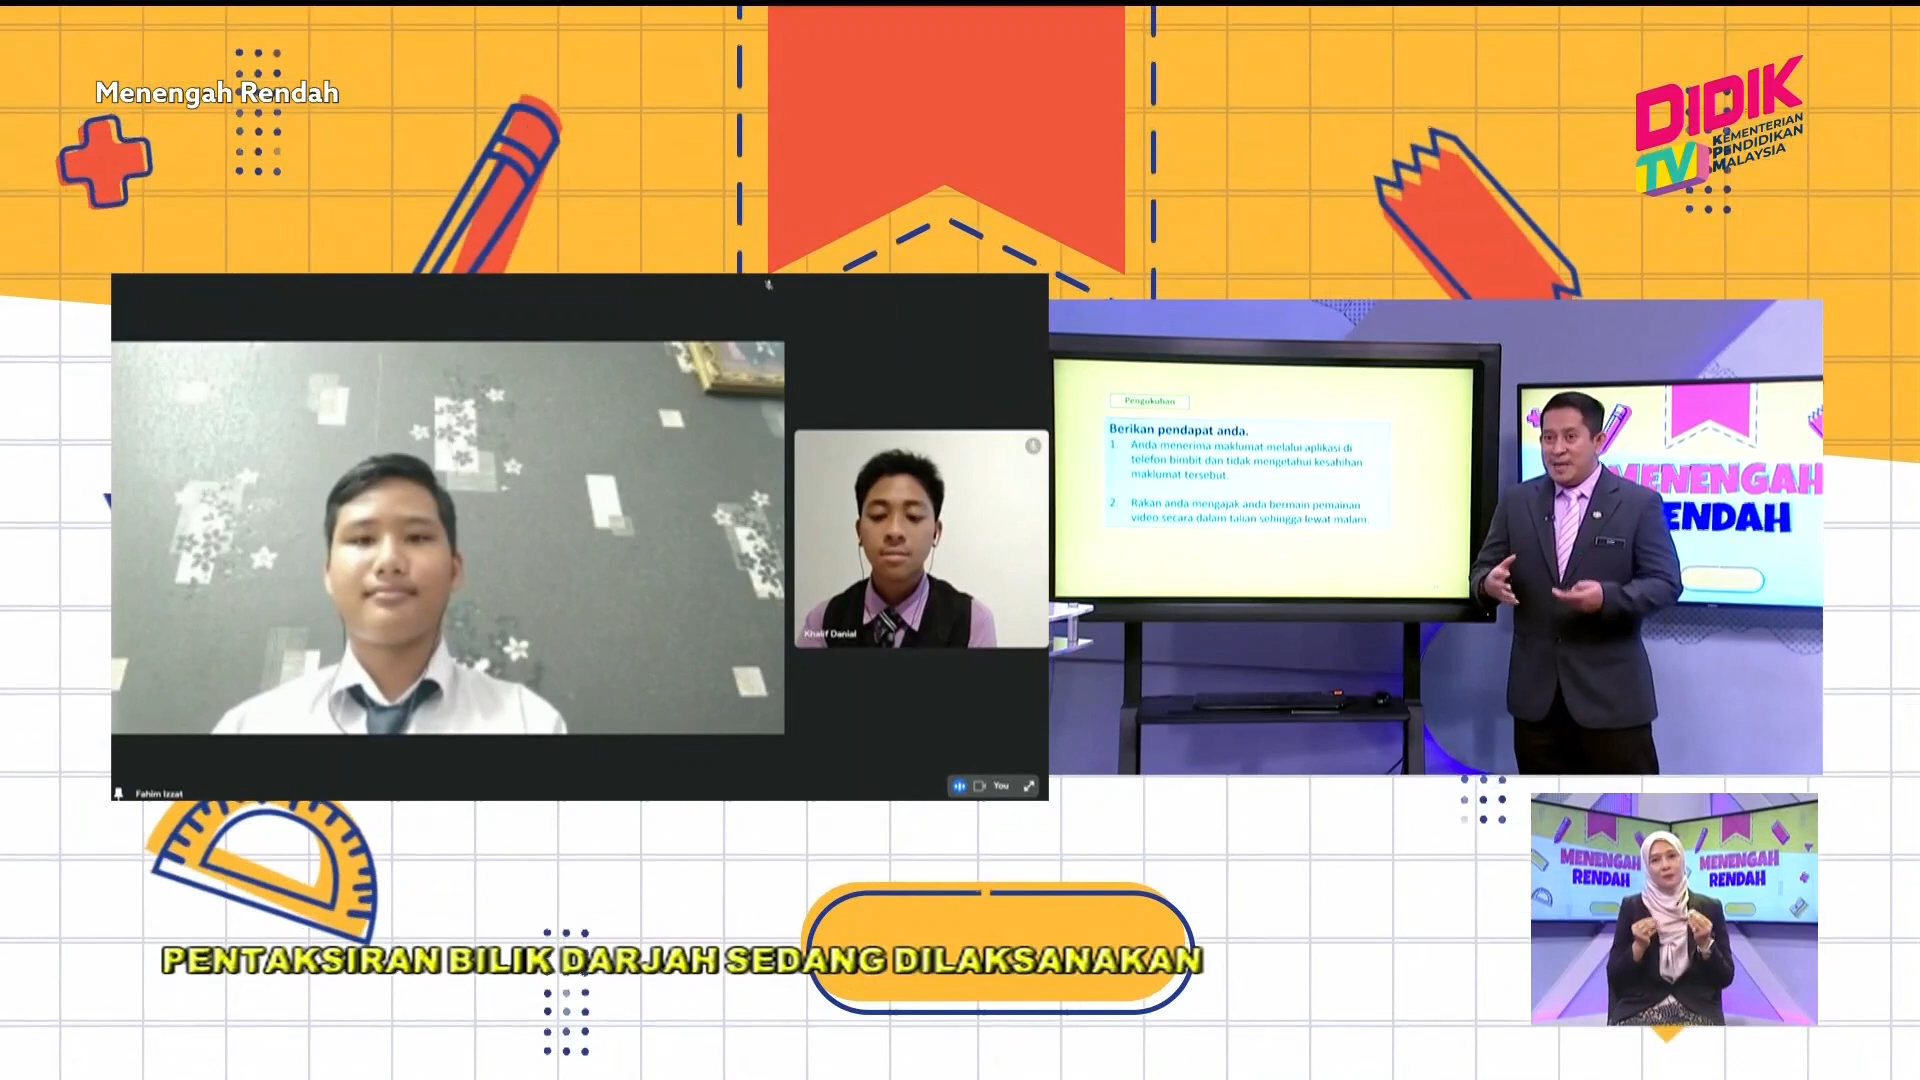 Menengah Rendah
DIDIK
TV
KEMENTERIAN
PENDIDIKAN
MALAYSIA
Pengukuhan
Berikan pendapat anda.
1. Anda menerima maklumat melalui aplikasi di
telefon bimbit dan tidak mengetahui kesahihan
maklumat tersebut.
2. Rakan anda mengajak anda bermain pemainan
video secara dalam talian sehingga lewat malam.
MENENGAH
RENDAH
Khalif Danial
Fahim Izzat
You
MENENGAH
RENDAH
MENENGAH
RENDAH
PENTAKSIRAN BILIK DARJAH SEDANG DILAKSANAKAN